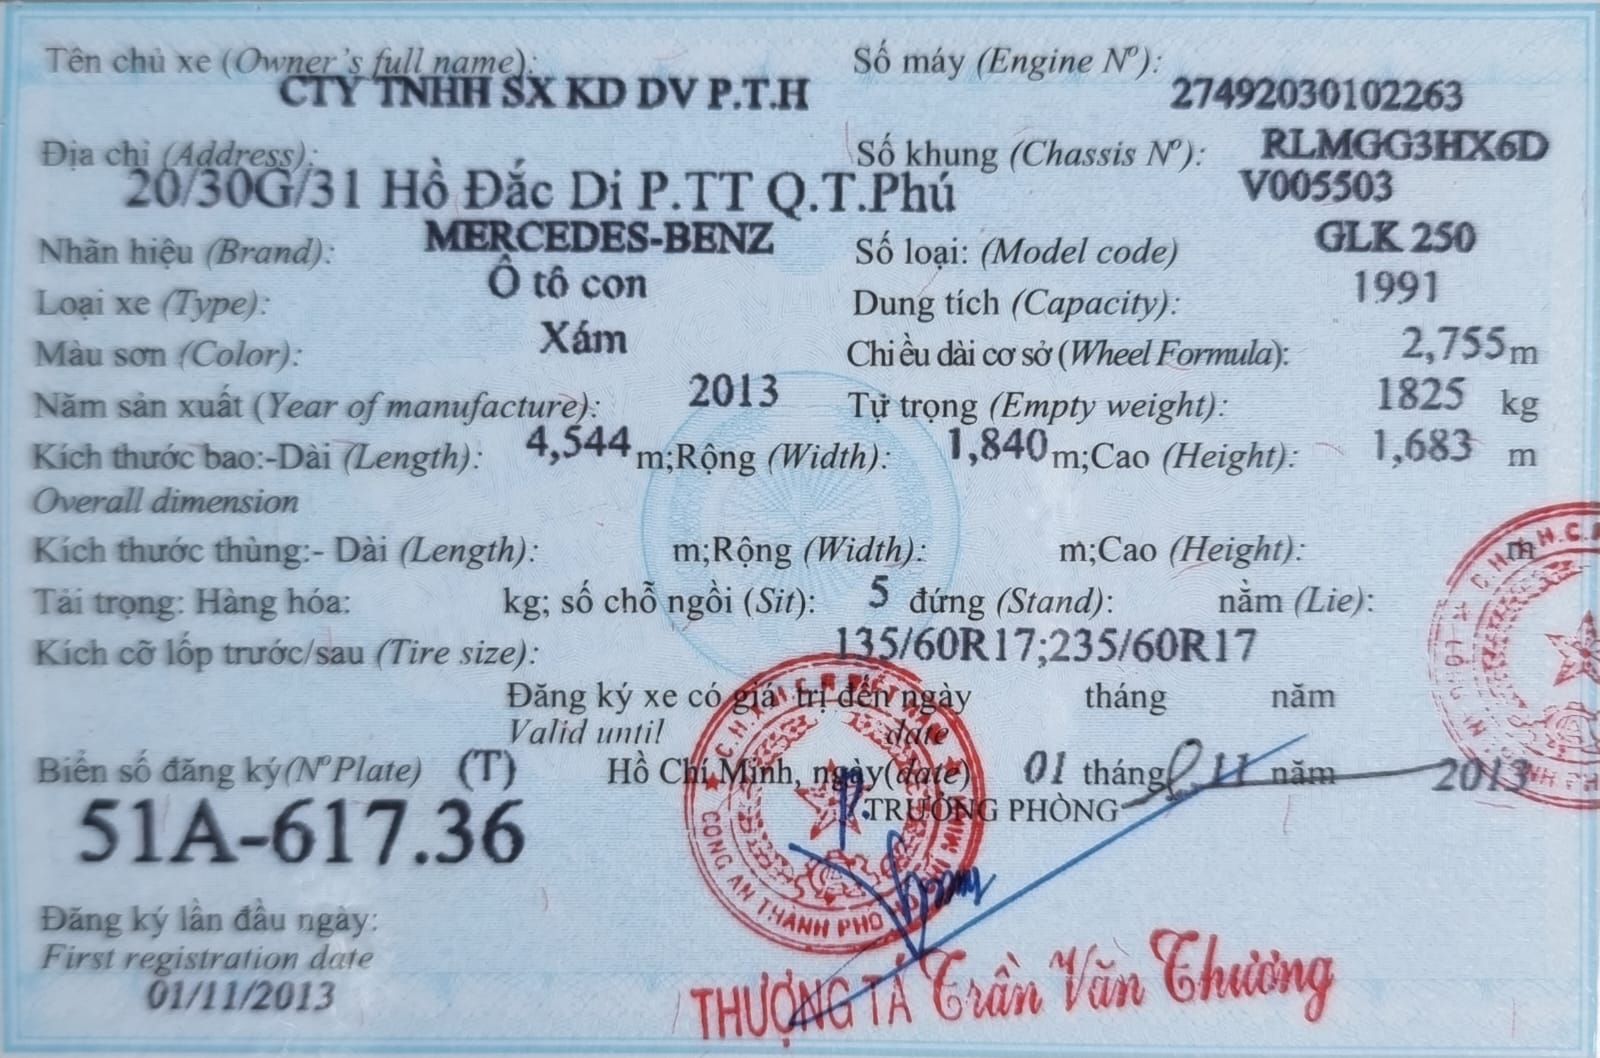 Tên chủ xe (Owner's full name): Số máy (Engine Nº):
CTY TNHH SX KD DV P.T.H 27492030102263
Địa chỉ (Address): Số khung (Chassis Nº): RLMGG3HX6D
20/30G/31 Hồ Đắc Di P.TT Q.T.Phú V005503
Nhãn hiệu (Brand): MERCEDES-BENZ Số loại: (Model code) GLK 250
Loại xe (Type): Ô tô con Dung tích (Capacity): 1991
Màu sơn (Color): Xám Chiều dài cơ sở (Wheel Formula): 2,755 m
Năm sản xuất (Year of manufacture): 2013 Tự trọng (Empty weight): 1825 kg
Kích thước bao:-Dài (Length): 4,544 m;Rộng (Width): 1,840 m;Cao (Height): 1,683 m
Overall dimension
Kích thước thùng:- Dài (Length): m;Rộng (Width): m;Cao (Height): m
Tải trọng: Hàng hóa: kg; số chỗ ngồi (Sit): 5 đứng (Stand): nằm (Lie):
Kích cỡ lốp trước/sau (Tire size): 135/60R17;235/60R17
Đăng ký xe có giá trị đến ngày tháng năm
Valid until date
Biển số đăng ký(NºPlate) (T) Hồ Chí Minh, ngày(date) 01 tháng 11 năm 2013
P.TRƯỞNG PHÒNG
51A-617.36
Đăng ký lần đầu ngày:
First registration date
01/11/2013
CÔNG AN THÀNH PHỐ HỒ CHÍ MINH
THƯỢNG TÁ Trần Văn Thương